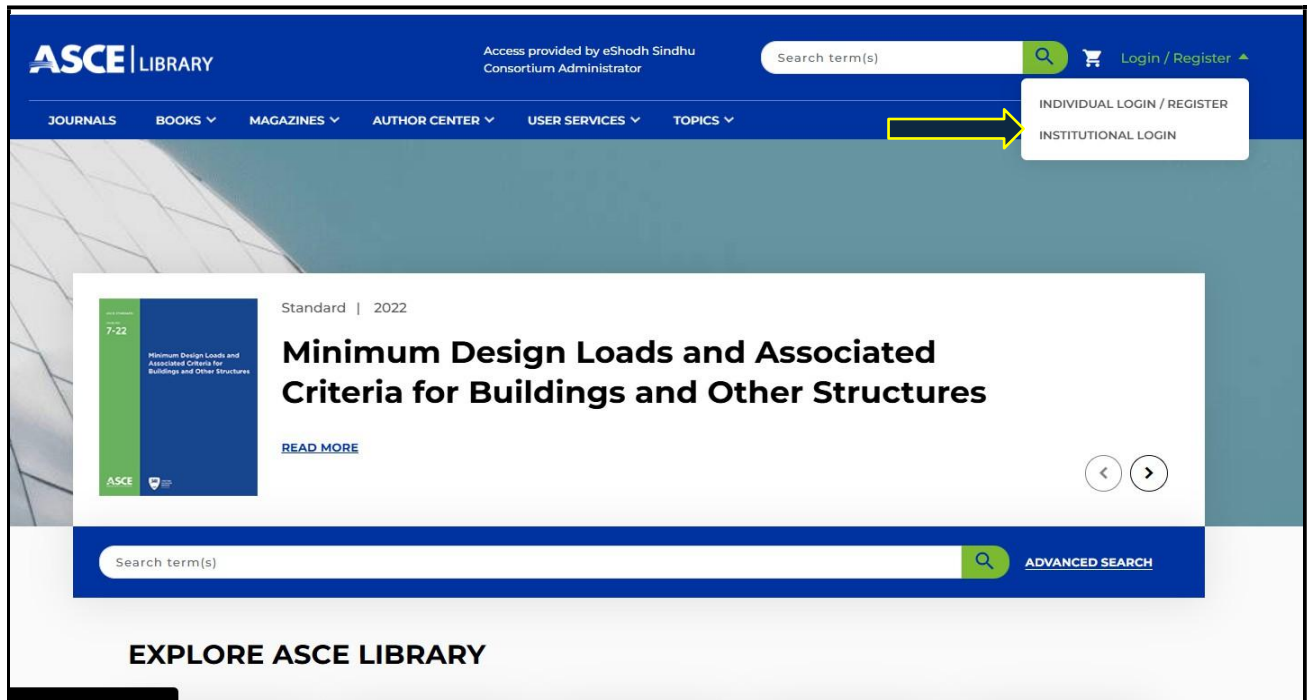 ASCE LIBRARY
Access provided by eShodh Sindhu
Consortium Administrator
Search term(s)
Login / Register
INDIVIDUAL LOGIN / REGISTER
INSTITUTIONAL LOGIN
JOURNALS BOOKS MAGAZINES AUTHOR CENTER USER SERVICES TOPICS
7-22
Minimum Design Loads and
Associated Criteria for
Buildings and Other Structures
ASCE
Standard | 2022
Minimum Design Loads and Associated
Criteria for Buildings and Other Structures
READ MORE
Search term(s)
ADVANCED SEARCH
EXPLORE ASCE LIBRARY